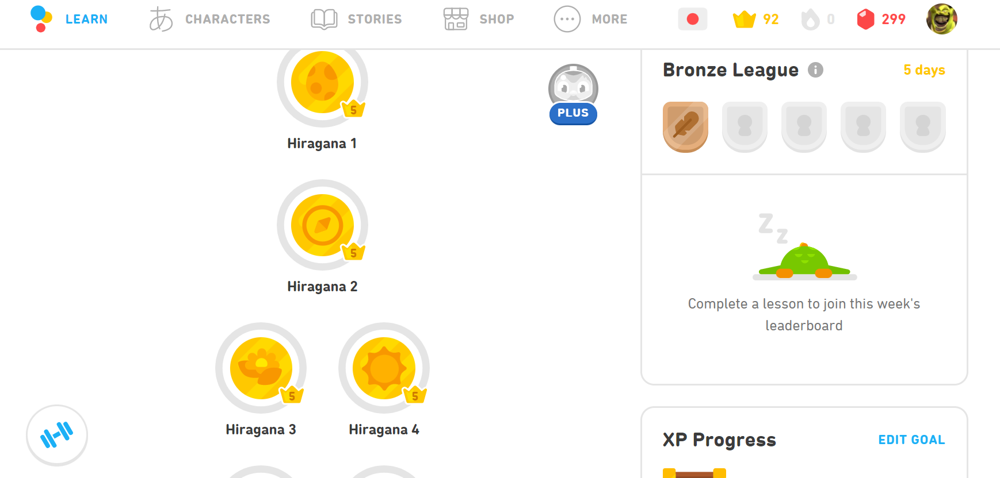 LEARN
あ CHARACTERS
STORIES
SHOP
MORE
92
0
299
5
Hiragana 1
PLUS
5
Hiragana 2
5
Hiragana 3
5
Hiragana 4
Bronze League
5 days
Z
z
Complete a lesson to join this week's
leaderboard
XP Progress
EDIT GOAL